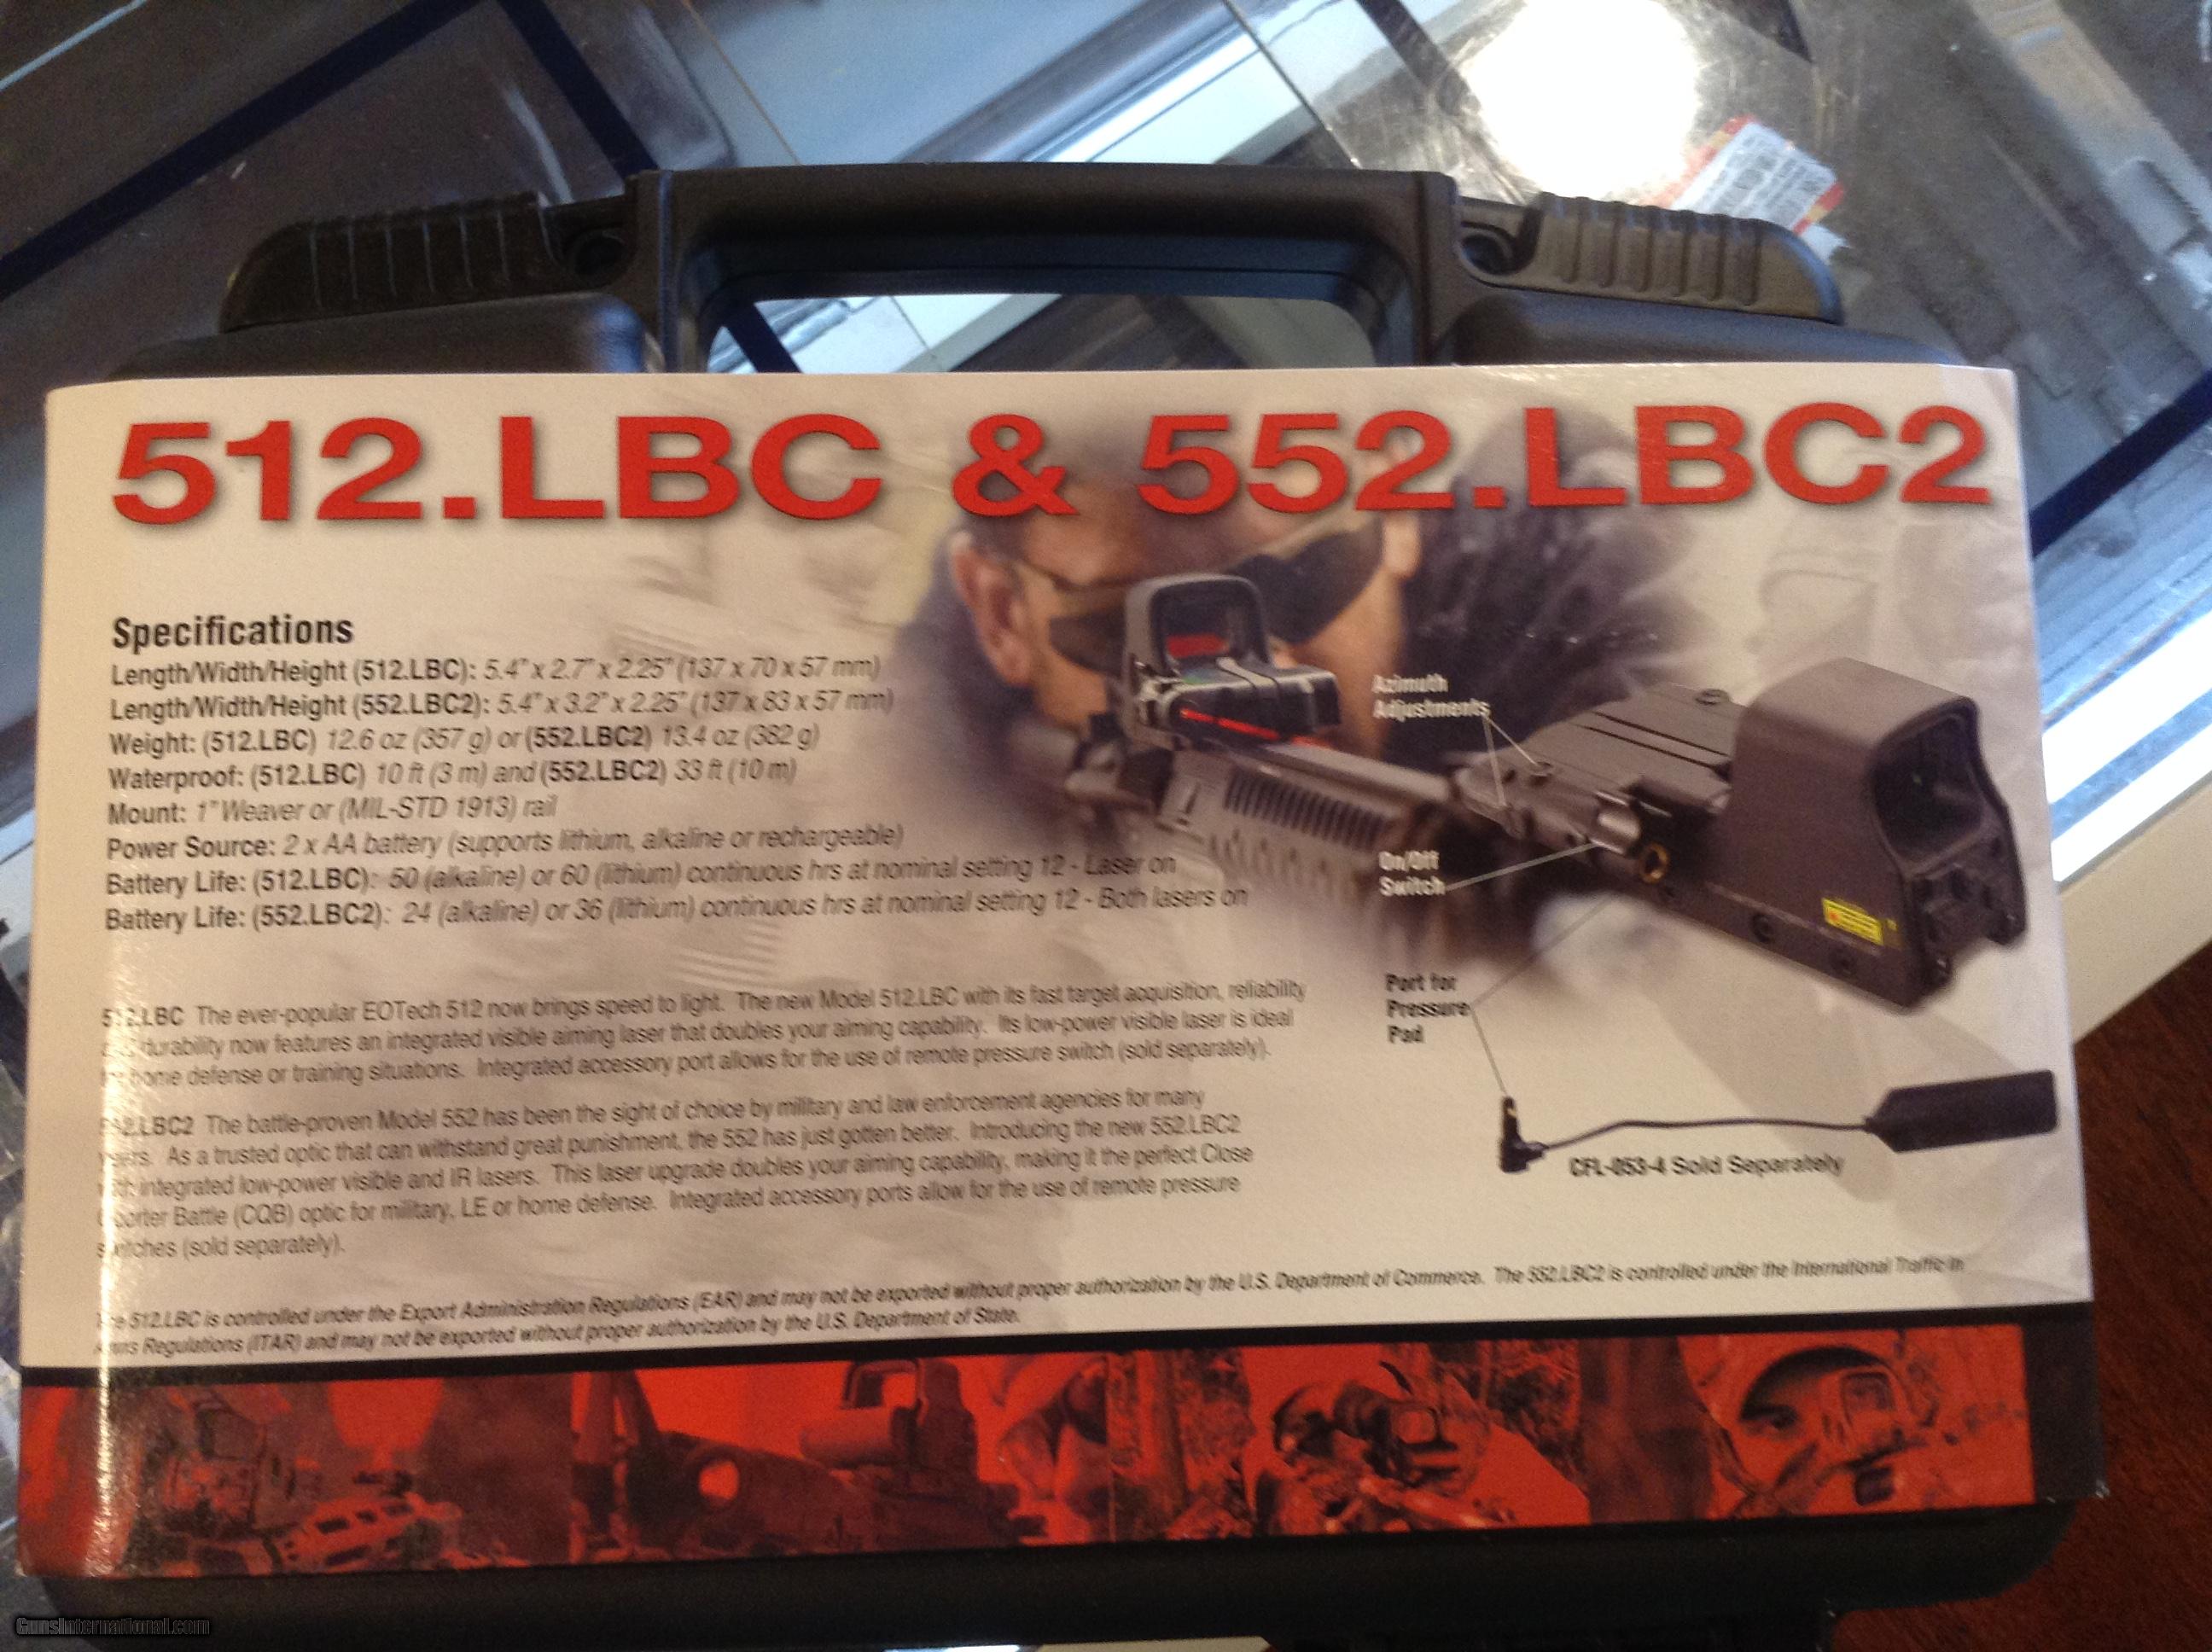 512.LBC & 552.LBC2
Specifications
Length/Width/Height (512.LBC): 5.4" x 2.7" x 2.25" (137 x 70 x 57 mm)
Length/Width/Height (552.LBC2): 5.4" x 3.2" x 2.25" (137 x 83 x 57 mm)
Weight: (512.LBC) 12.6 oz (357 g) or (552.LBC2) 13.4 oz (382 g)
Waterproof: (512.LBC) 10 ft (3 m) and (552.LBC2) 33 ft (10 m)
Mount: 1" Weaver or (MIL-STD 1913) rail
Power Source: 2 x AA battery (supports lithium, alkaline or rechargeable)
Battery Life: (512.LBC): 50 (alkaline) or 60 (lithium) continuous hrs at nominal setting 12 - Laser on
Battery Life: (552.LBC2): 24 (alkaline) or 36 (lithium) continuous hrs at nominal setting 12 - Both lasers on
Azimuth
Adjustments
On/Off
Switch
Port for
Pressure
Pad
CFL-053-4 Sold Separately
512.LBC The ever-popular EOTech 512 now brings speed to light. The new Model 512.LBC with its fast target acquisition, reliability
and durability now features an integrated visible aiming laser that doubles your aiming capability. Its low-power visible laser is ideal
for home defense or training situations. Integrated accessory port allows for the use of remote pressure switch (sold separately).
552.LBC2 The battle-proven Model 552 has been the sight of choice by military and law enforcement agencies for many
years. As a trusted optic that can withstand great punishment, the 552 has just gotten better. Introducing the new 552.LBC2
with integrated low-power visible and IR lasers. This laser upgrade doubles your aiming capability, making it the perfect Close
Quarter Battle (CQB) optic for military, LE or home defense. Integrated accessory ports allow for the use of remote pressure
switches (sold separately).
The 512.LBC is controlled under the Export Administration Regulations (EAR) and may not be exported without proper authorization by the U.S. Department of Commerce. The 552.LBC2 is controlled under the International Traffic in
Arms Regulations (ITAR) and may not be exported without proper authorization by the U.S. Department of State.
GunsInternational.com